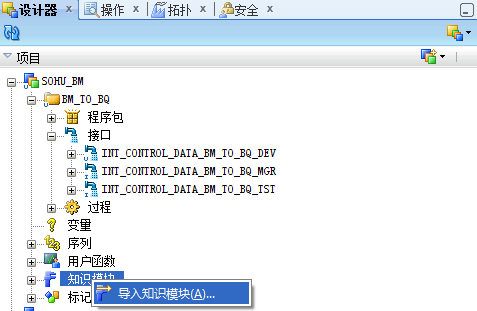 设计器 操作 拓扑 安全
项目
SOHU_BM
BM_TO_BQ
程序包
接口
INT_CONTROL_DATA_BM_TO_BQ_DEV
INT_CONTROL_DATA_BM_TO_BQ_MGR
INT_CONTROL_DATA_BM_TO_BQ_TST
过程
变量
序列
用户函数
知识模块
导入知识模块(A)...
标记